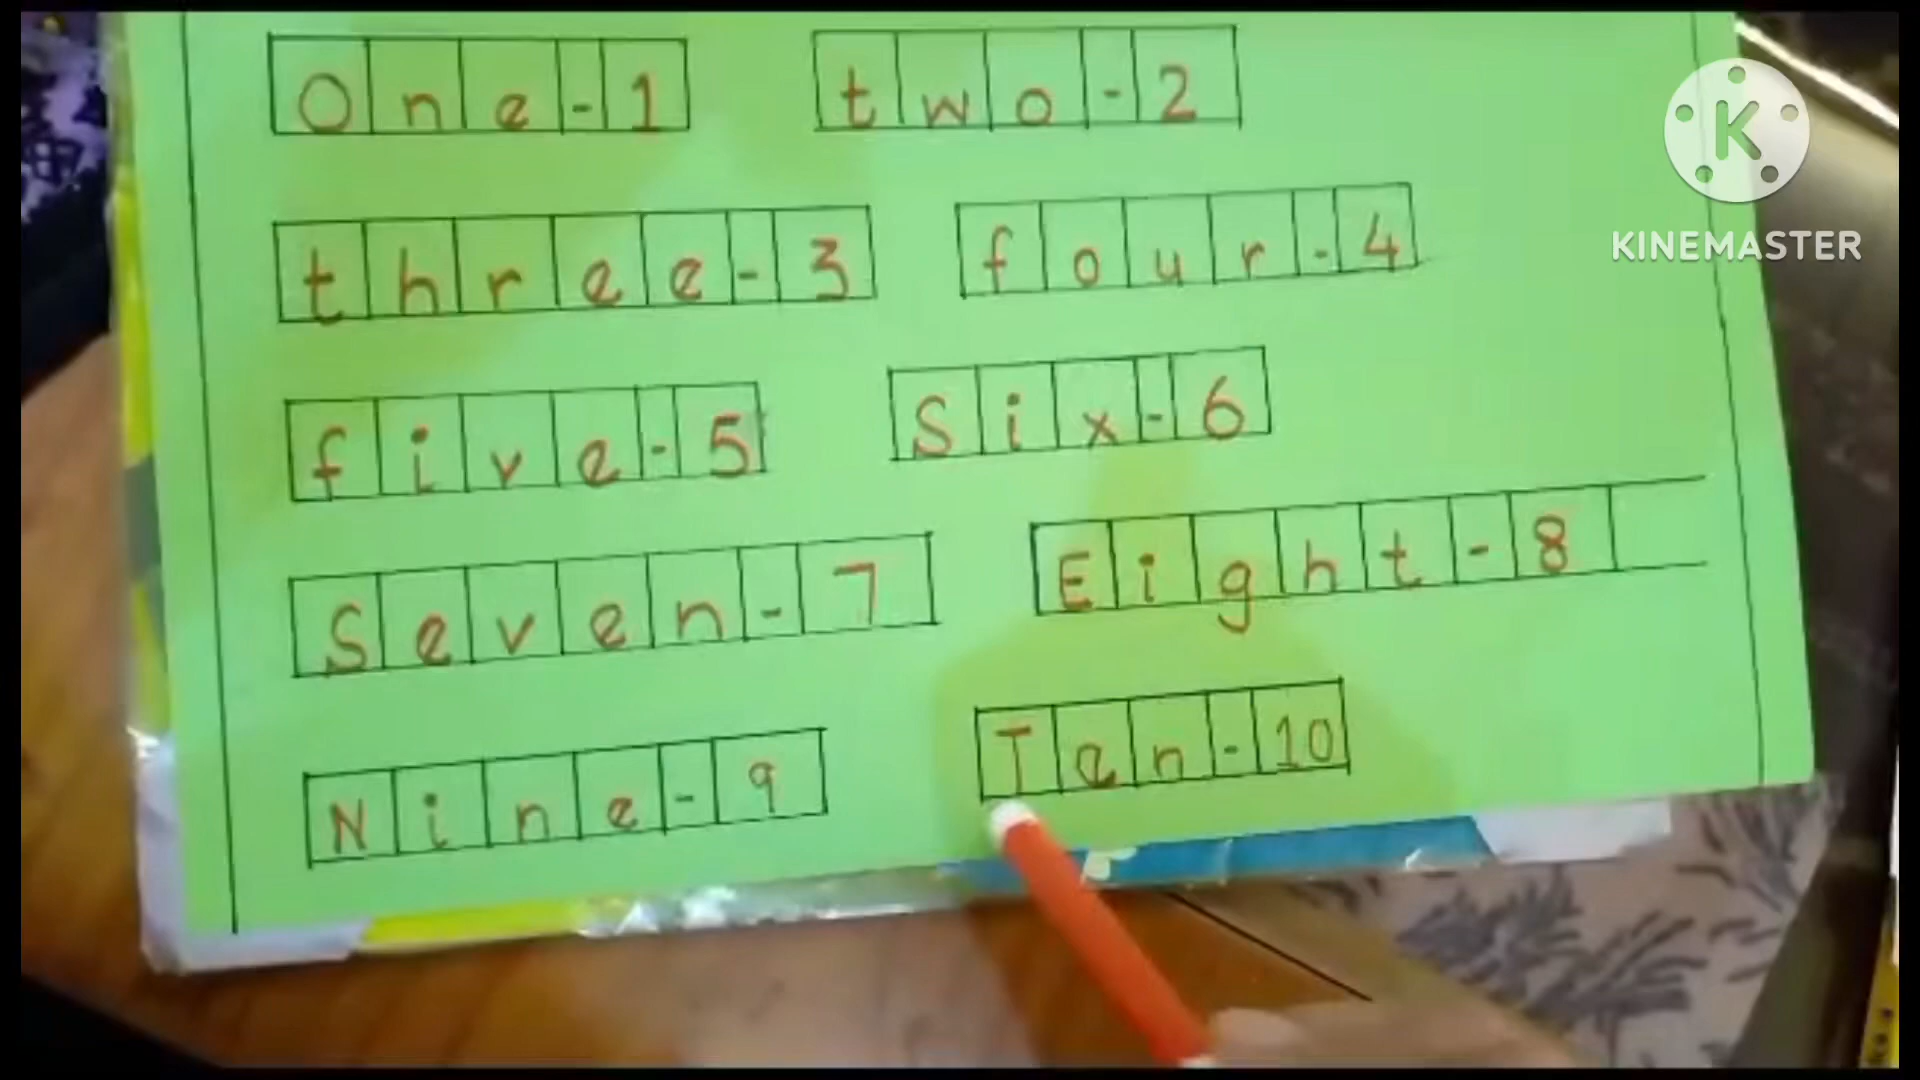 One-1 two-2
KINEMASTER
three-3 four-4
five-5 Six-6
Seven-7 Eight-8
Nine-9 Ten-10